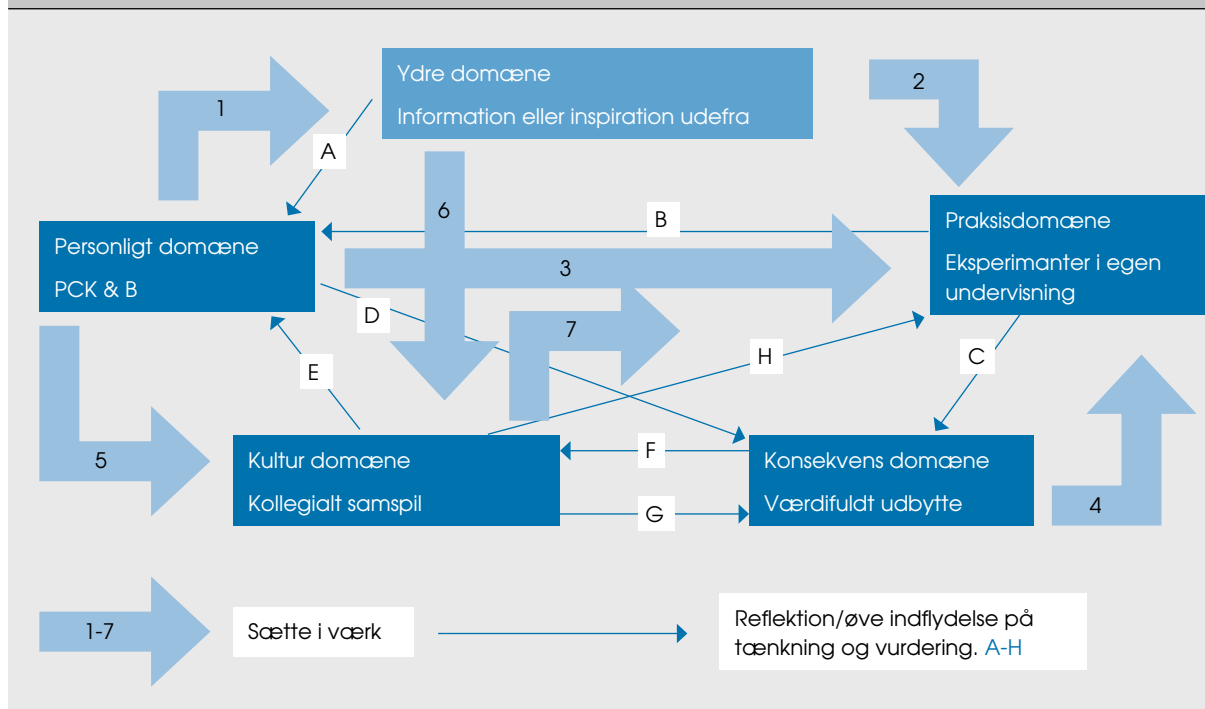 Ydre domæne
Information eller inspiration udefra
1
2
A
6
B
Praksisdomæne
Eksperimanter i egen
undervisning
Personligt domæne
PCK & B
3
D
7
H
C
E
5
Kultur domæne
Kollegialt samspil
F
G
Konsekvens domæne
Værdifuldt udbytte
4
1-7
Sætte i værk
Reflektion/øve indflydelse på
tænkning og vurdering. A-H